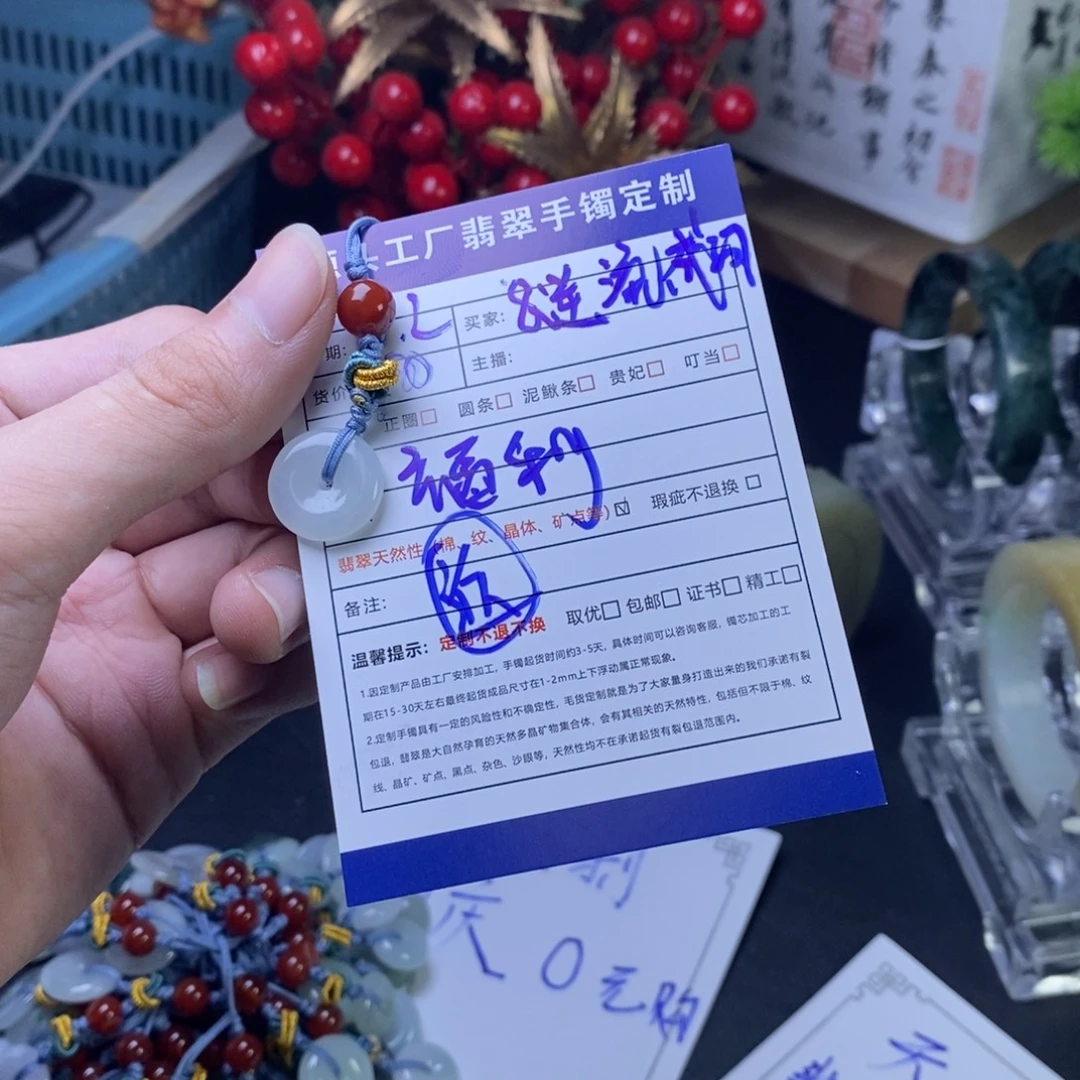 头工厂翡翠手镯定制
期:
买家:
货价
主播:
正圈□ 圆条□ 泥鳅条□ 贵妃□ 叮当□
福利
翡翠天然性(棉、纹、晶体、矿点等)☑ 瑕疵不退换□
备注:
取优□ 包邮□ 证书□ 精工□
温馨提示: 定制不退不换
1.因定制产品由工厂安排加工,手镯起货时间约3-5天,具体时间可以咨询客服,镯芯加工的工
期在15-30天左右最终起货成品尺寸在1-2mm上下浮动属正常现象。
2.定制手镯具有一定的风险性和不确定性,毛货定制就是为了大家量身打造出来的我们承诺有裂
包退,翡翠是大自然孕育的天然多晶矿物集合体,会有其相关的天然特性,包括但不限于棉、纹
线、晶矿、矿点、黑点、杂色、沙眼等,天然性均不在承诺起货有裂包退范围内。
0元购
天